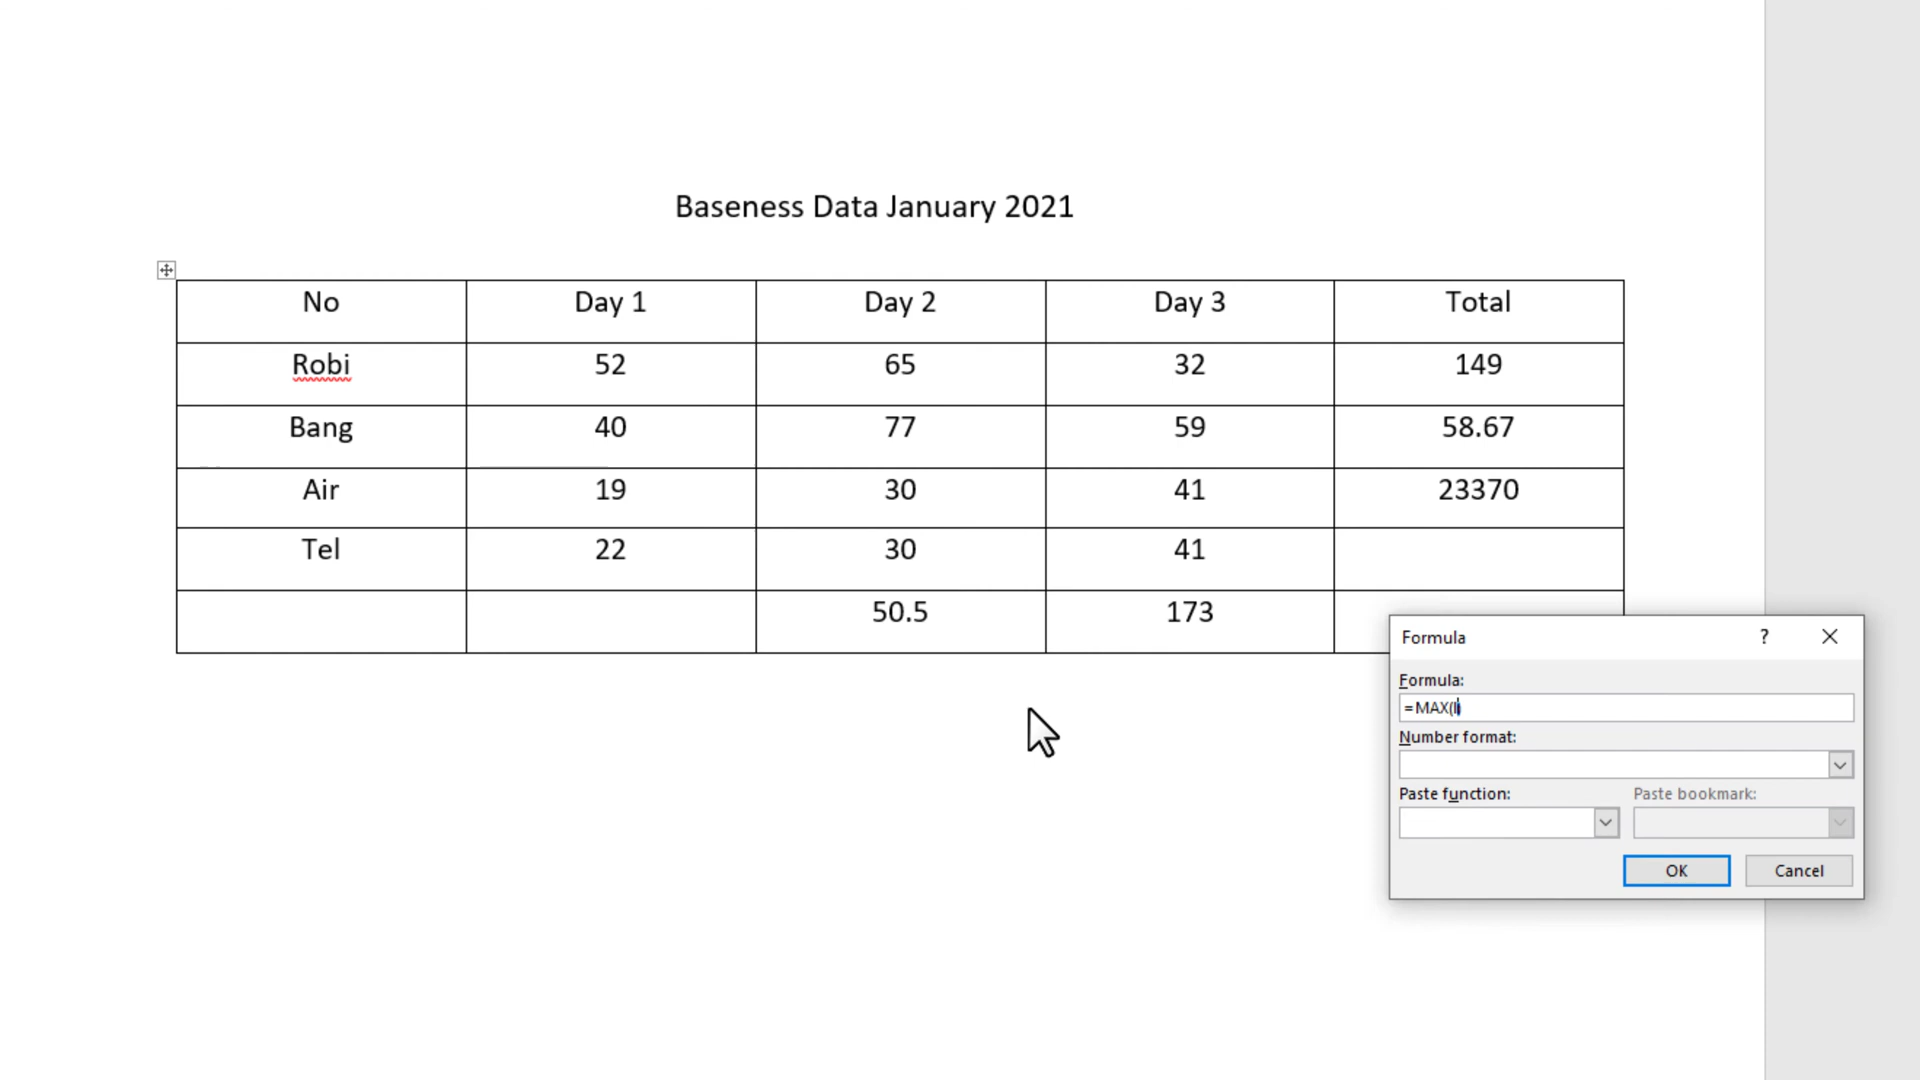 Baseness Data January 2021
No Day 1 Day 2 Day 3 Total
Robi 52 65 32 149
Bang 40 77 59 58.67
Air 19 30 41 23370
Tel 22 30 41
50.5 173
Formula ?
Formula:
=MAX(l)
Number format:
Paste function: Paste bookmark:
OK Cancel